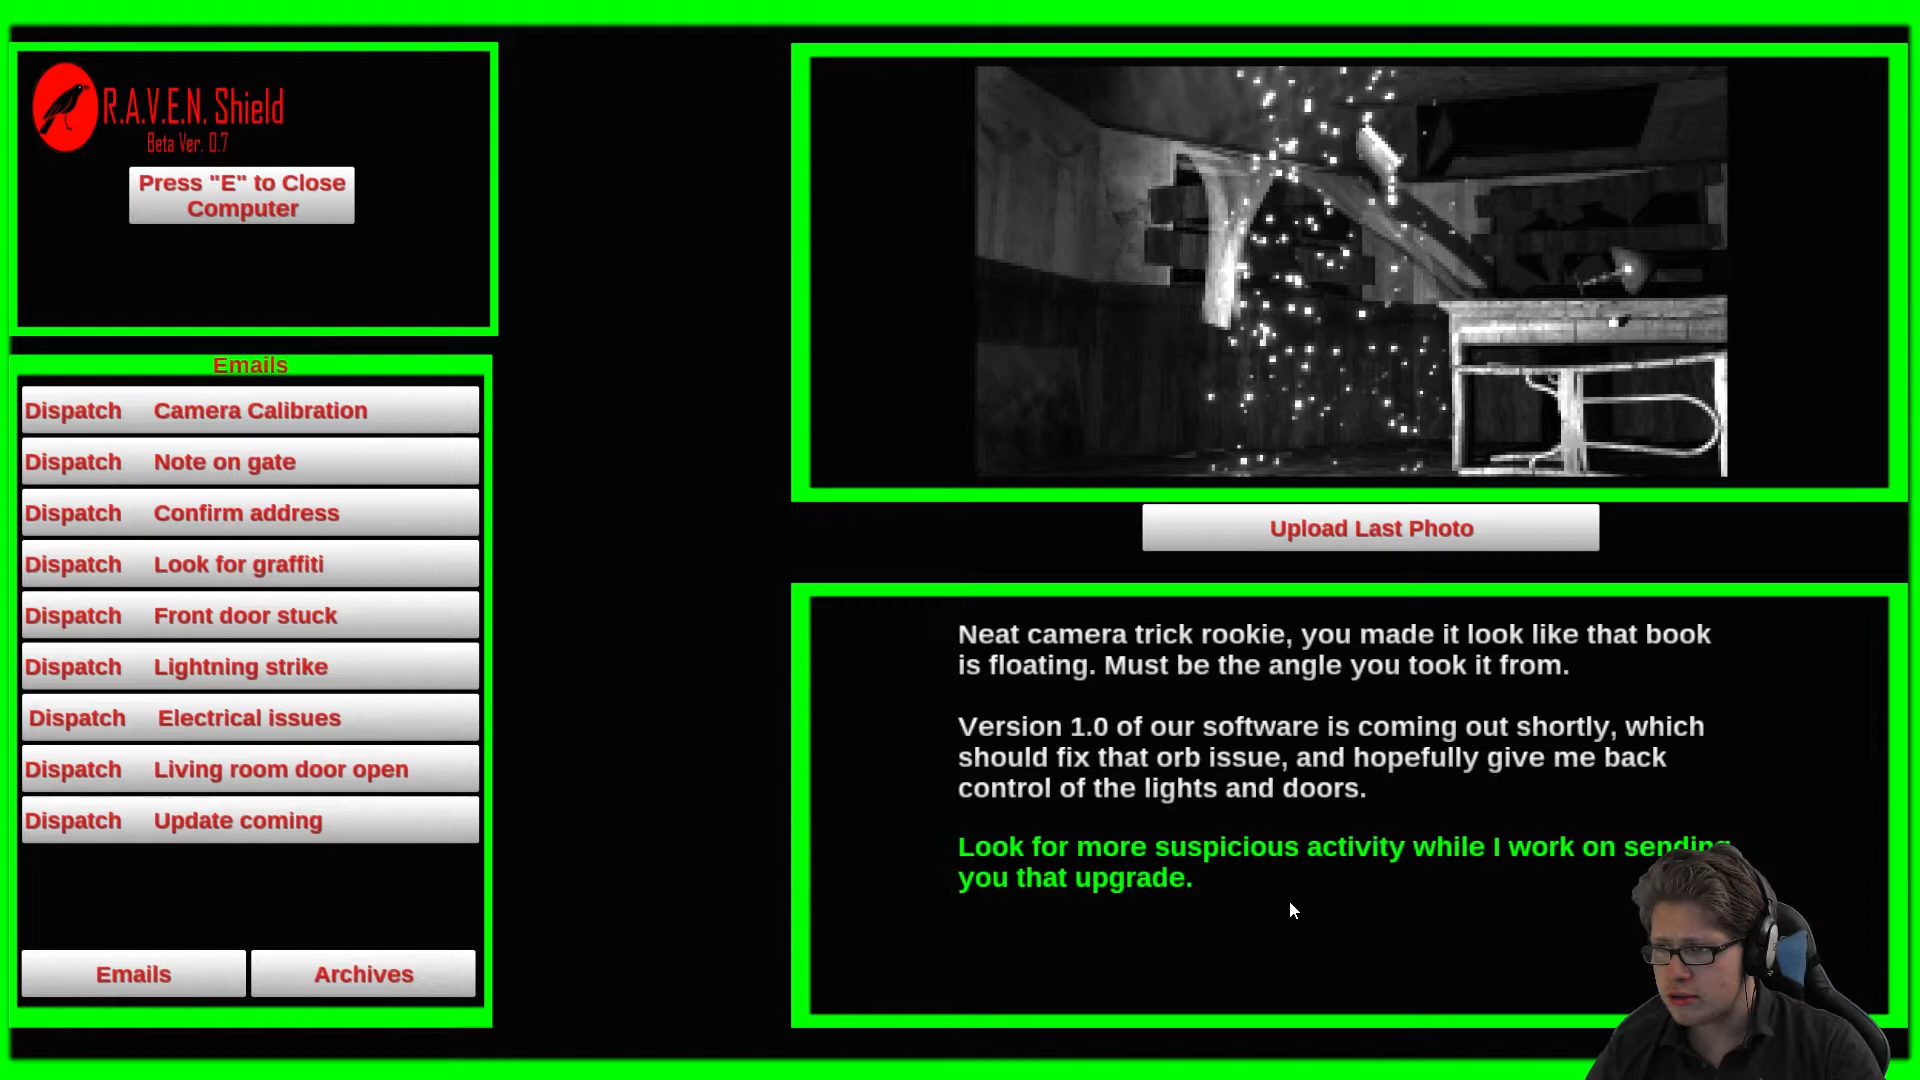 R.A.V.E.N. Shield
Beta Ver. 0.7
Press "E" to Close
Computer
Emails
Dispatch Camera Calibration
Dispatch Note on gate
Dispatch Confirm address
Dispatch Look for graffiti
Dispatch Front door stuck
Dispatch Lightning strike
Dispatch Electrical issues
Dispatch Living room door open
Dispatch Update coming
Emails Archives
Upload Last Photo
Neat camera trick rookie, you made it look like that book
is floating. Must be the angle you took it from.
Version 1.0 of our software is coming out shortly, which
should fix that orb issue, and hopefully give me back
control of the lights and doors.
Look for more suspicious activity while I work on sending
you that upgrade.